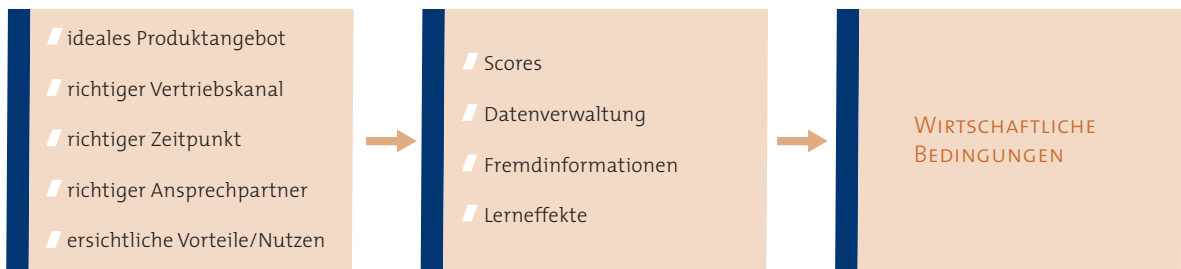 ideales Produktangebot
richtiger Vertriebskanal
richtiger Zeitpunkt
richtiger Ansprechpartner
ersichtliche Vorteile/Nutzen
Scores
Datenverwaltung
Fremdinformationen
Lerneffekte
WIRTSCHAFTLICHE
BEDINGUNGEN